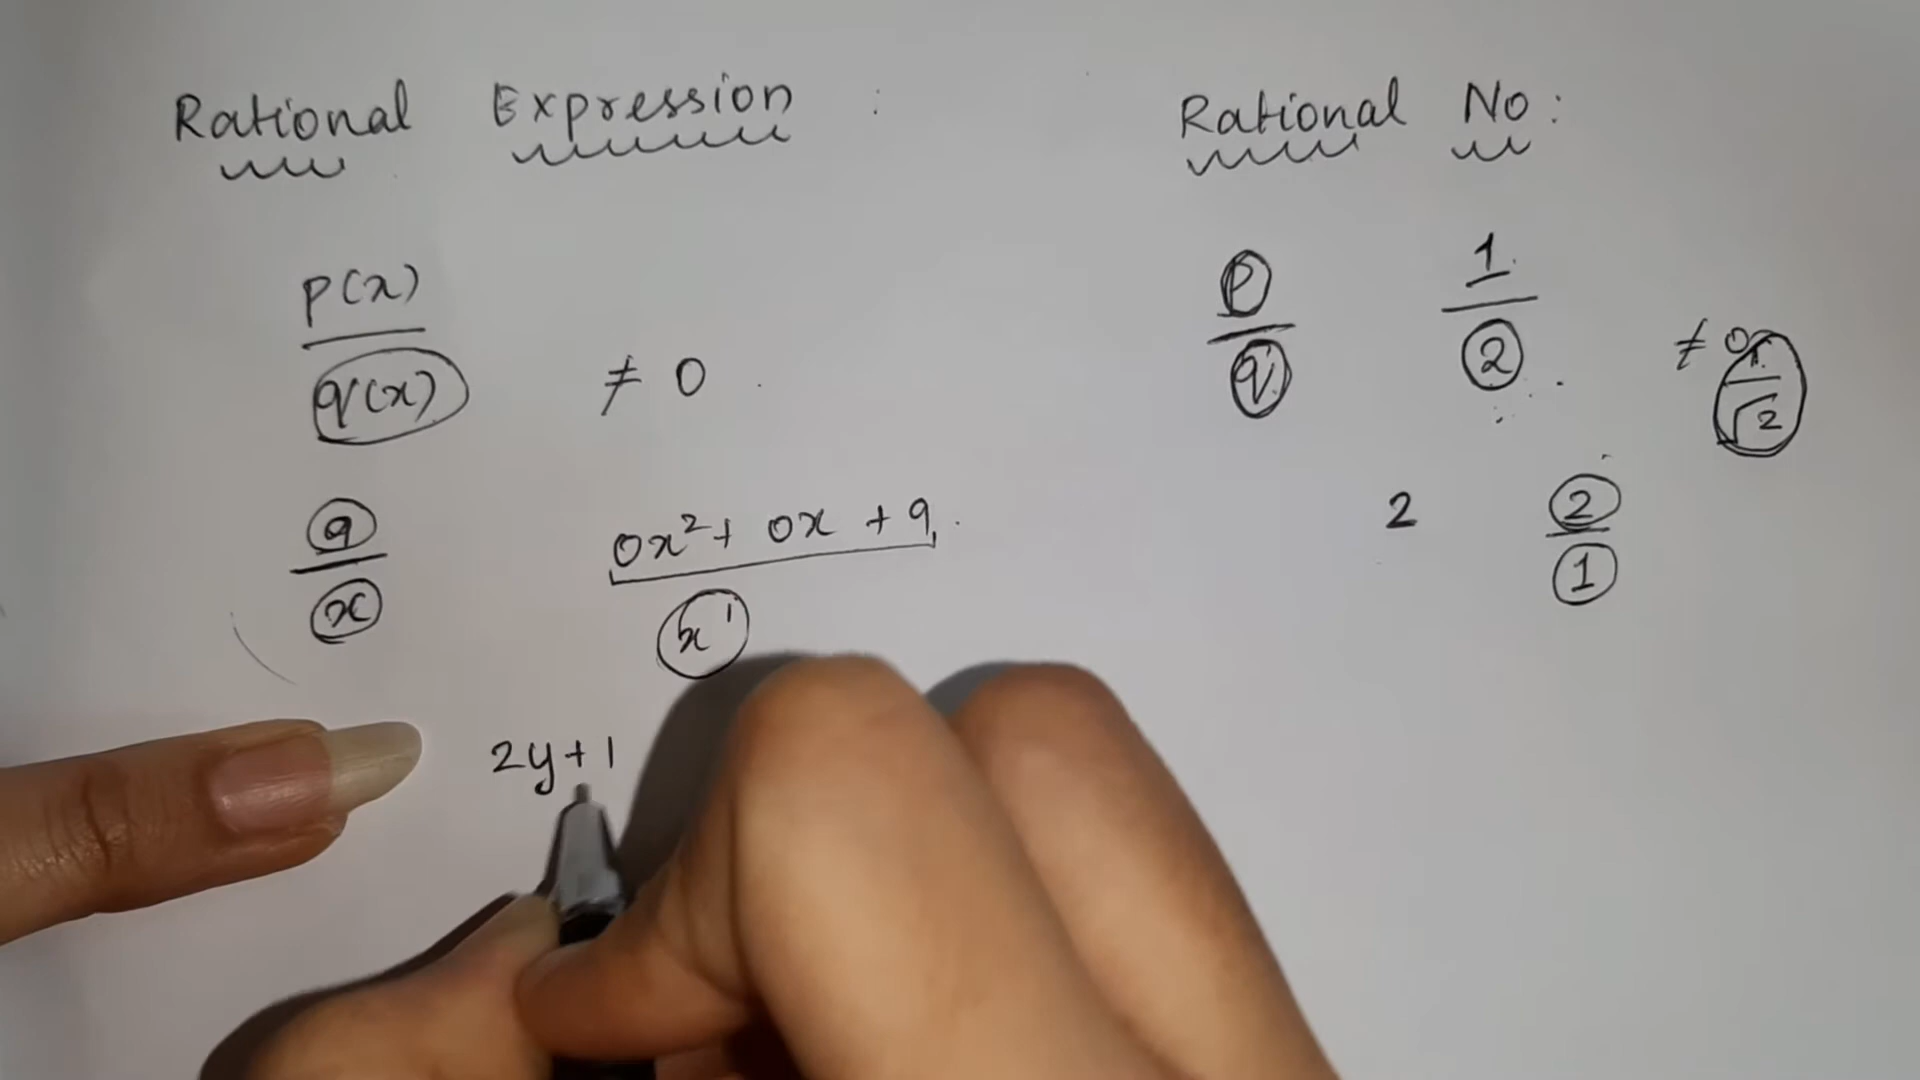 Rational Expression :
p(x)
q(x) ≠ 0
9
x
0x² + 0x + 9
x¹
2y+1
Rational No :
p
q
1
2
≠ 0
√2
2
2
1